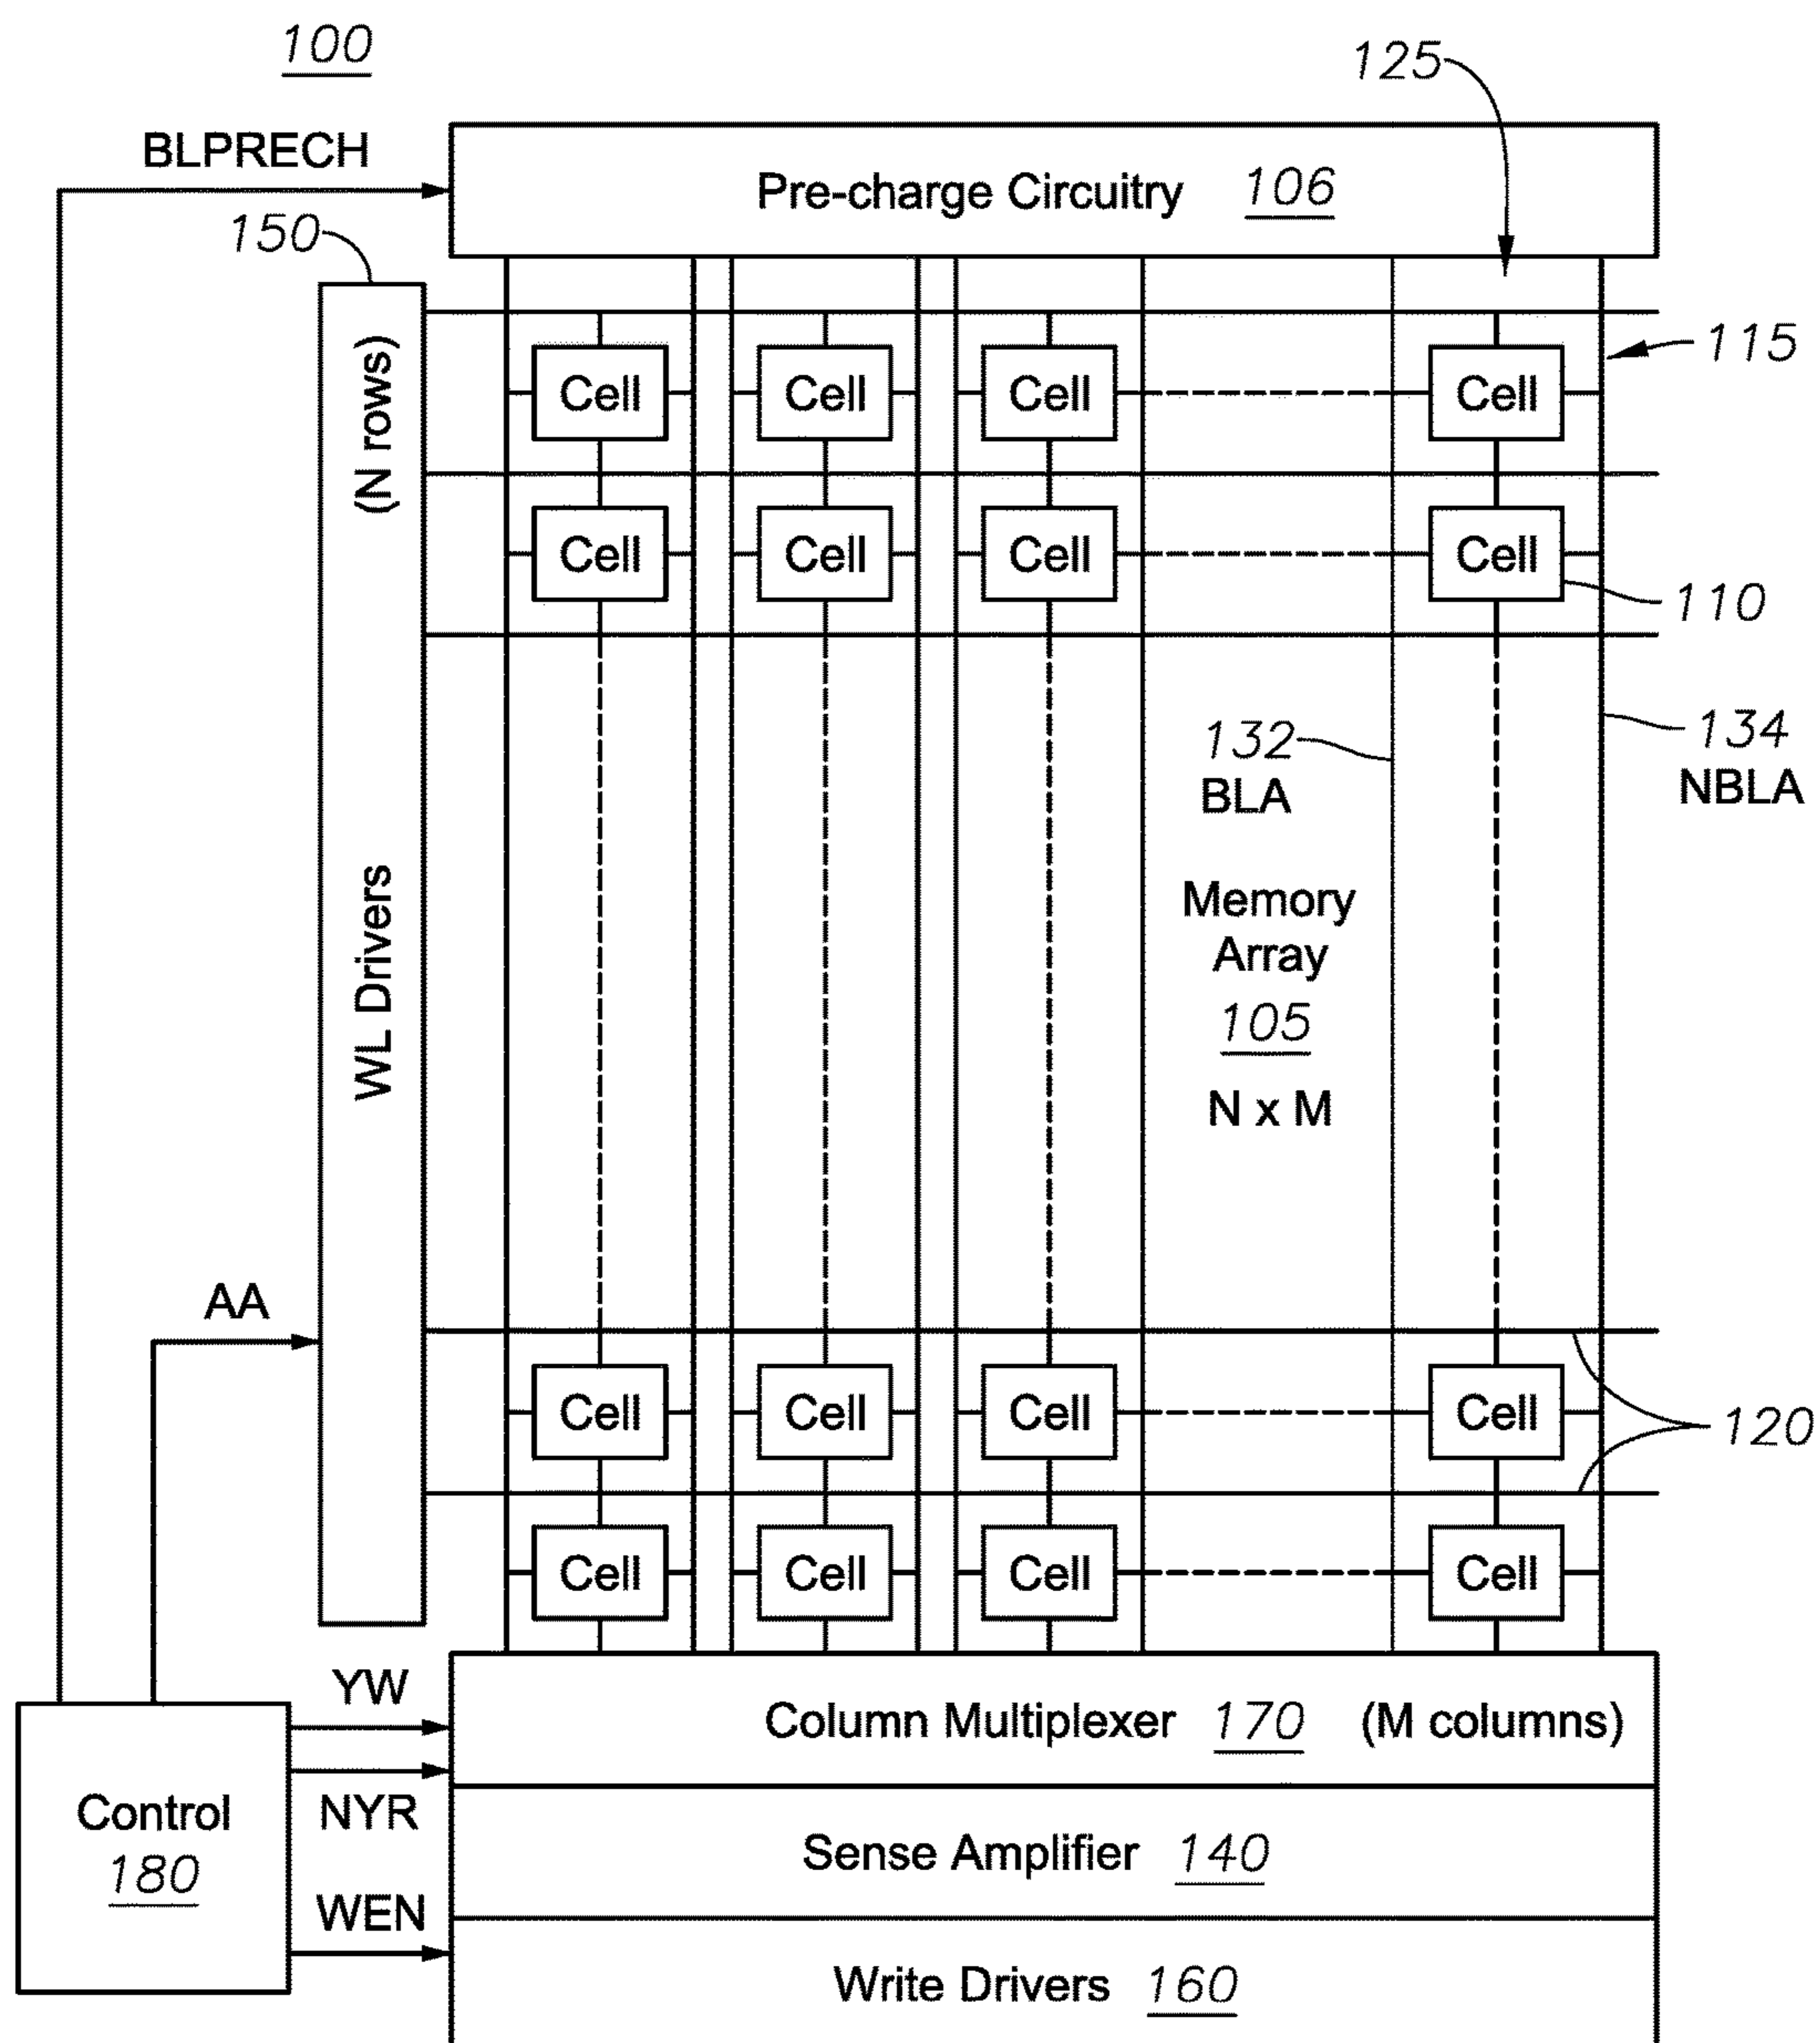 100
125
BLPRECH
Pre-charge Circuitry 106
150
115
(N rows)
Cell Cell Cell Cell
Cell Cell Cell Cell
110
132
BLA
134
NBLA
WL Drivers
Memory
Array
105
N x M
AA
Cell Cell Cell Cell
120
Cell Cell Cell Cell
YW
Column Multiplexer 170 (M columns)
NYR
Control
180
Sense Amplifier 140
WEN
Write Drivers 160